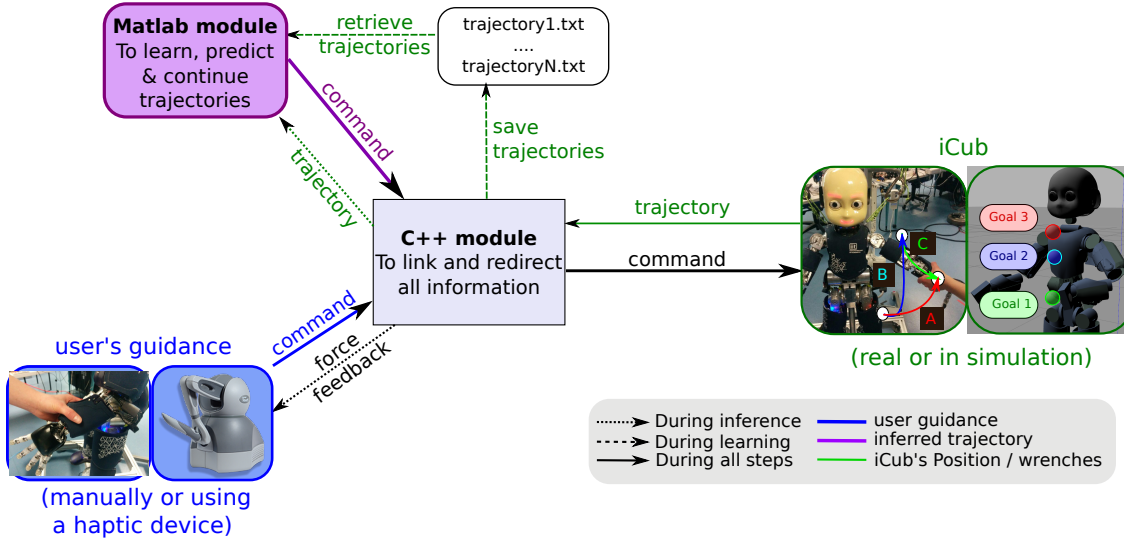 Matlab module
To learn, predict
& continue
trajectories
retrieve
trajectories
trajectory1.txt
....
trajectoryN.txt
command
trajectory
save
trajectories
iCub
C++ module
To link and redirect
all information
trajectory
command
Goal 3
Goal 2
Goal 1
A
B
C
(real or in simulation)
user's guidance
command
force
feedback
(manually or using
a haptic device)
During inference
During learning
During all steps
user guidance
inferred trajectory
iCub's Position / wrenches